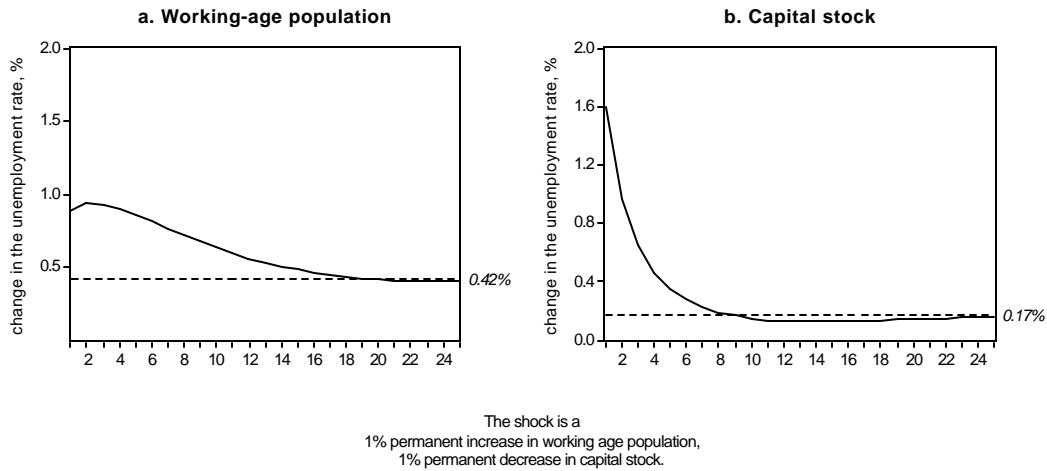 a. Working-age population
change in the unemployment rate, %
2.0
1.5
1.0
0.5
0.42%
2 4 6 8 10 12 14 16 18 20 22 24
b. Capital stock
change in the unemployment rate, %
2.0
1.6
1.2
0.8
0.4
0.0
0.17%
2 4 6 8 10 12 14 16 18 20 22 24
The shock is a
1% permanent increase in working age population,
1% permanent decrease in capital stock.